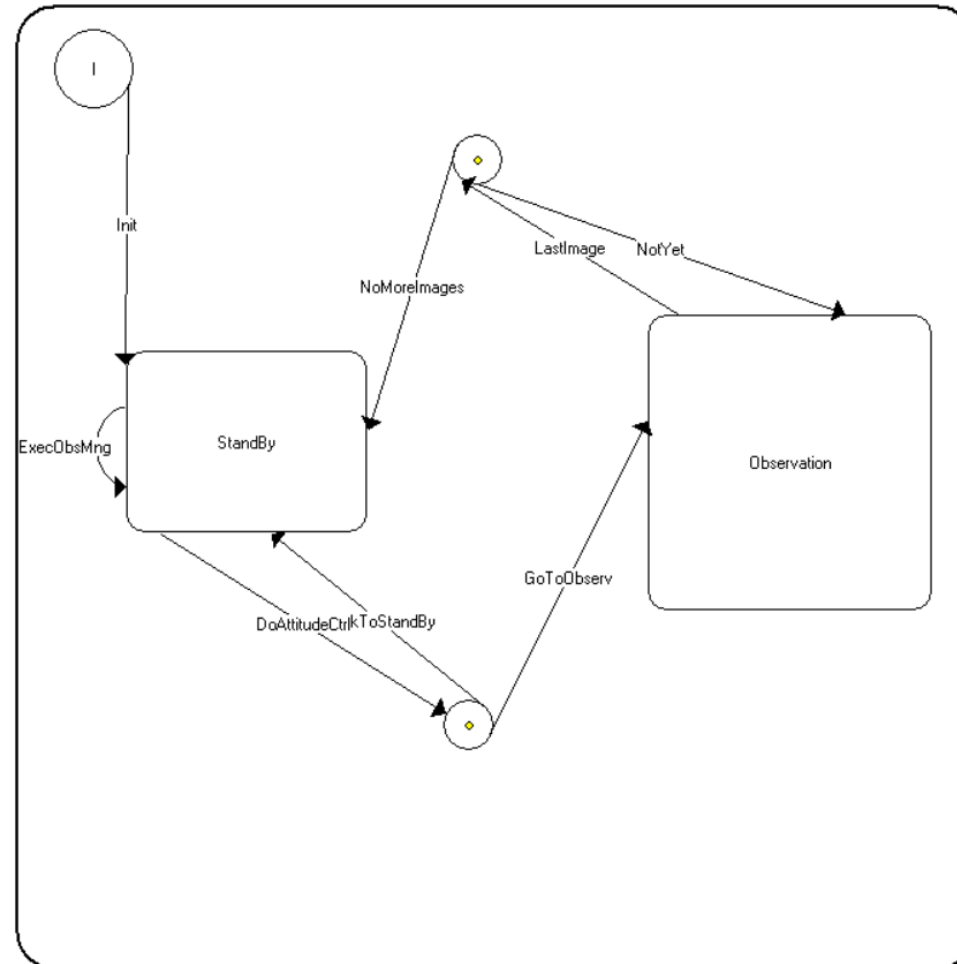 I
Init
LastImage
NotYet
NoMoreImages
StandBy
ExecObsMng
Observation
GoToObserv
DoAttitudeCtrl
kToStandBy